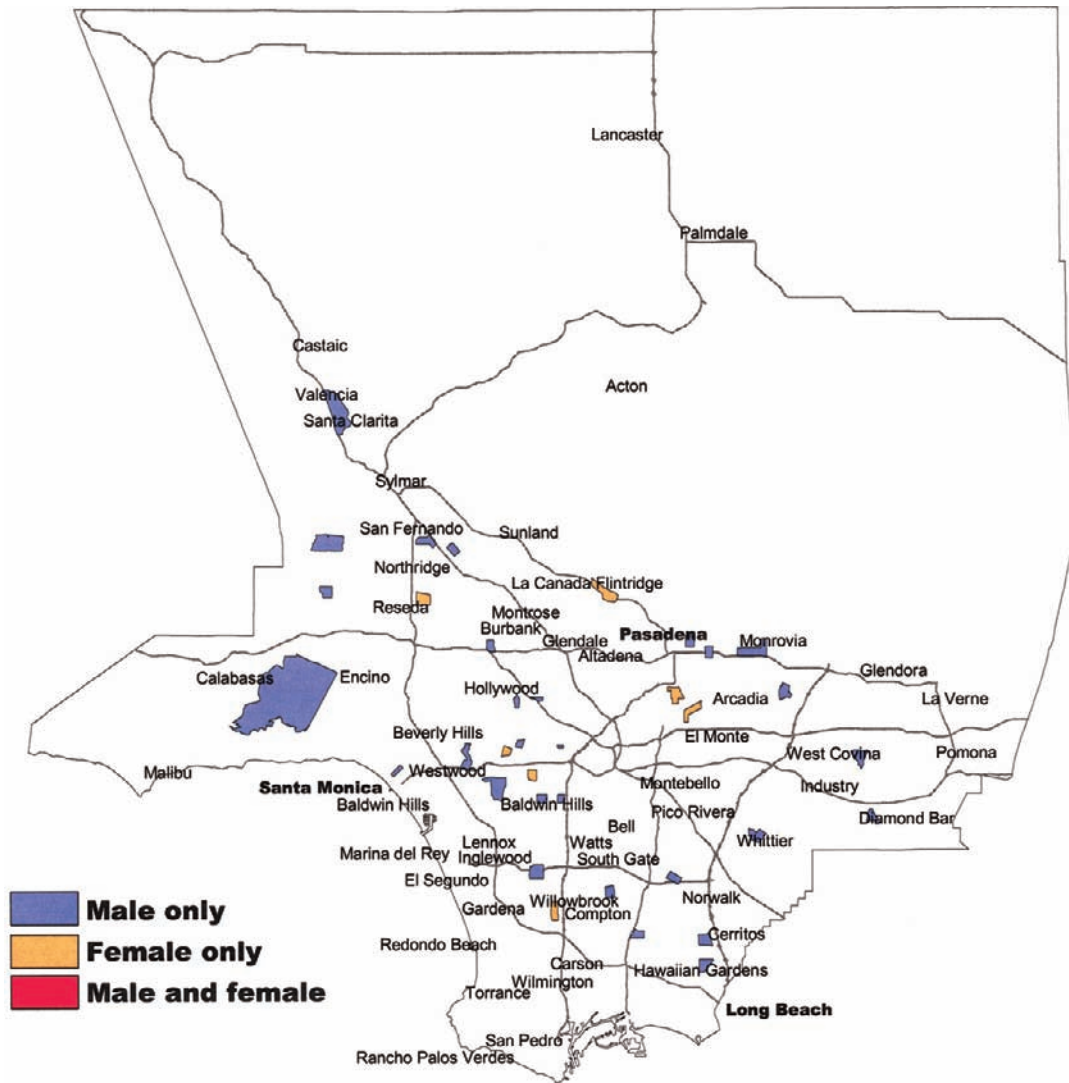 Lancaster
Palmdale
Castaic
Acton
Valencia
Santa Clarita
Sylmar
San Fernando
Sunland
Northridge
La Canada Flintridge
Reseda
Montrose
Burbank
Pasadena
Glendale
Monrovia
Altadena
Glendora
Calabasas
Encino
Hollywood
Arcadia
La Verne
Beverly Hills
El Monte
West Covina
Pomona
Malibu
Westwood
Santa Monica
Montebello
Industry
Baldwin Hills
Baldwin Hills
Pico Rivera
Diamond Bar
Bell
Whittier
Lennox
Watts
Marina del Rey
Inglewood
South Gate
El Segundo
Norwalk
Willowbrook
Gardena
Compton
Cerritos
Redondo Beach
Carson
Hawaiian Gardens
Wilmington
Torrance
Long Beach
San Pedro
Rancho Palos Verdes
Male only
Female only
Male and female